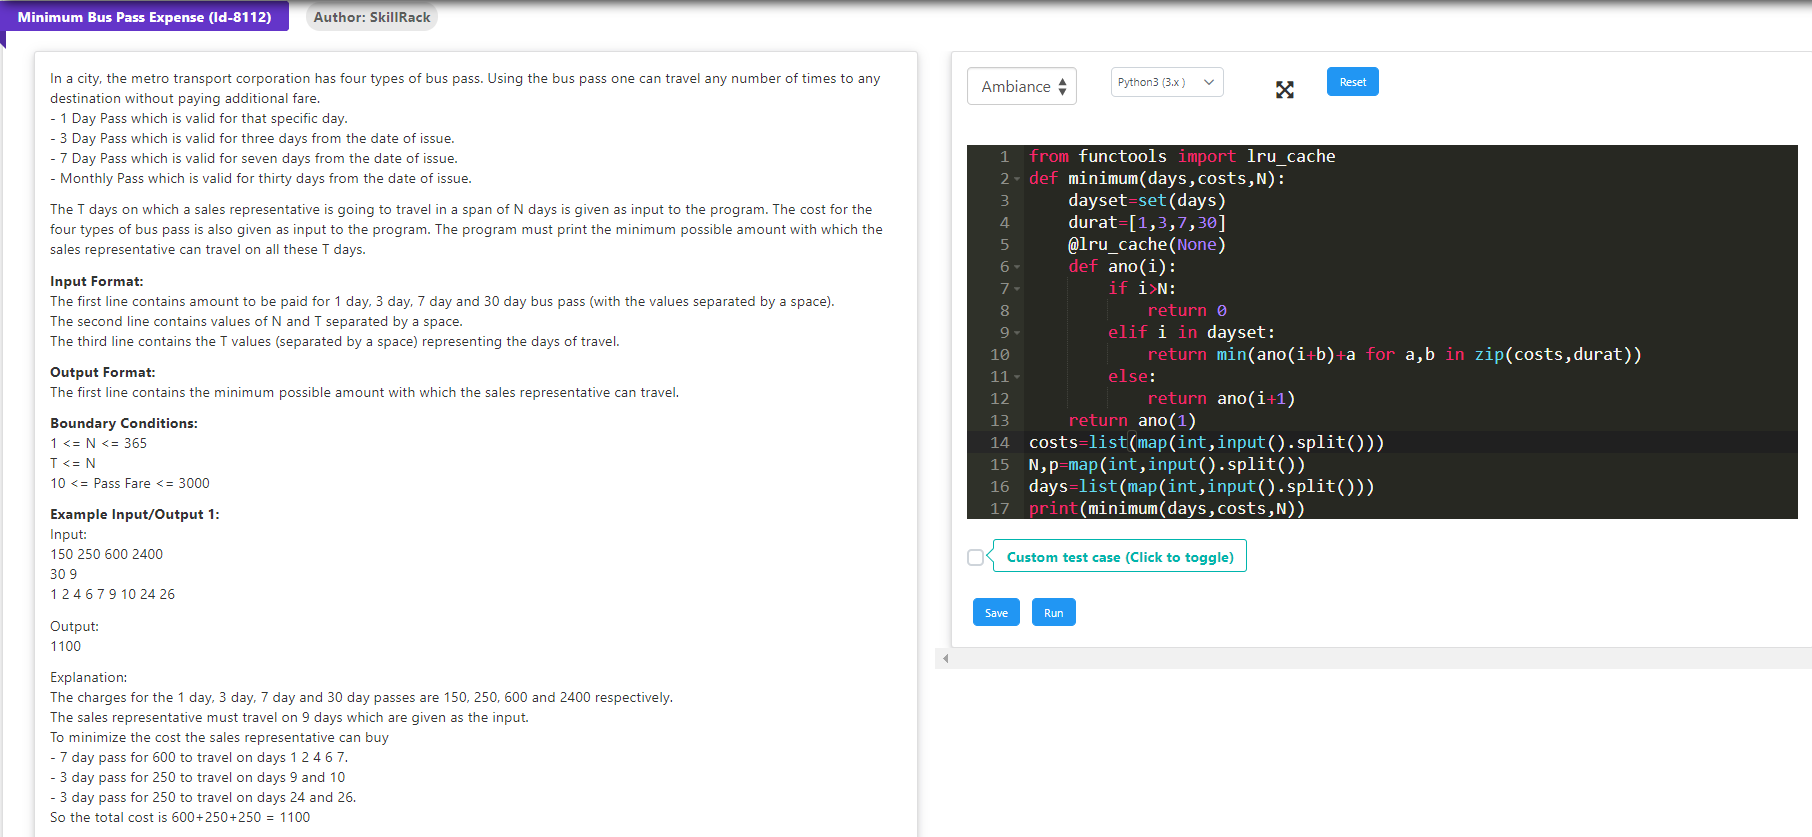 Minimum Bus Pass Expense (Id-8112)
Author: SkillRack
In a city, the metro transport corporation has four types of bus pass. Using the bus pass one can travel any number of times to any
destination without paying additional fare.
- 1 Day Pass which is valid for that specific day.
- 3 Day Pass which is valid for three days from the date of issue.
- 7 Day Pass which is valid for seven days from the date of issue.
- Monthly Pass which is valid for thirty days from the date of issue.
The T days on which a sales representative is going to travel in a span of N days is given as input to the program. The cost for the
four types of bus pass is also given as input to the program. The program must print the minimum possible amount with which the
sales representative can travel on all these T days.
Input Format:
The first line contains amount to be paid for 1 day, 3 day, 7 day and 30 day bus pass (with the values separated by a space).
The second line contains values of N and T separated by a space.
The third line contains the T values (separated by a space) representing the days of travel.
Output Format:
The first line contains the minimum possible amount with which the sales representative can travel.
Boundary Conditions:
1 <= N <= 365
T <= N
10 <= Pass Fare <= 3000
Example Input/Output 1:
Input:
150 250 600 2400
30 9
1 2 4 6 7 9 10 24 26
Output:
1100
Explanation:
The charges for the 1 day, 3 day, 7 day and 30 day passes are 150, 250, 600 and 2400 respectively.
The sales representative must travel on 9 days which are given as the input.
To minimize the cost the sales representative can buy
- 7 day pass for 600 to travel on days 1 2 4 6 7.
- 3 day pass for 250 to travel on days 9 and 10
- 3 day pass for 250 to travel on days 24 and 26.
So the total cost is 600+250+250 = 1100
Ambiance
Python3 (3.x)
Reset
1 from functools import lru_cache
2 def minimum(days,costs,N):
3     dayset=set(days)
4     durat=[1,3,7,30]
5     @lru_cache(None)
6     def ano(i):
7         if i>N:
8             return 0
9         elif i in dayset:
10             return min(ano(i+b)+a for a,b in zip(costs,durat))
11         else:
12             return ano(i+1)
13     return ano(1)
14 costs=list(map(int,input().split()))
15 N,p=map(int,input().split())
16 days=list(map(int,input().split()))
17 print(minimum(days,costs,N))
Custom test case (Click to toggle)
Save
Run